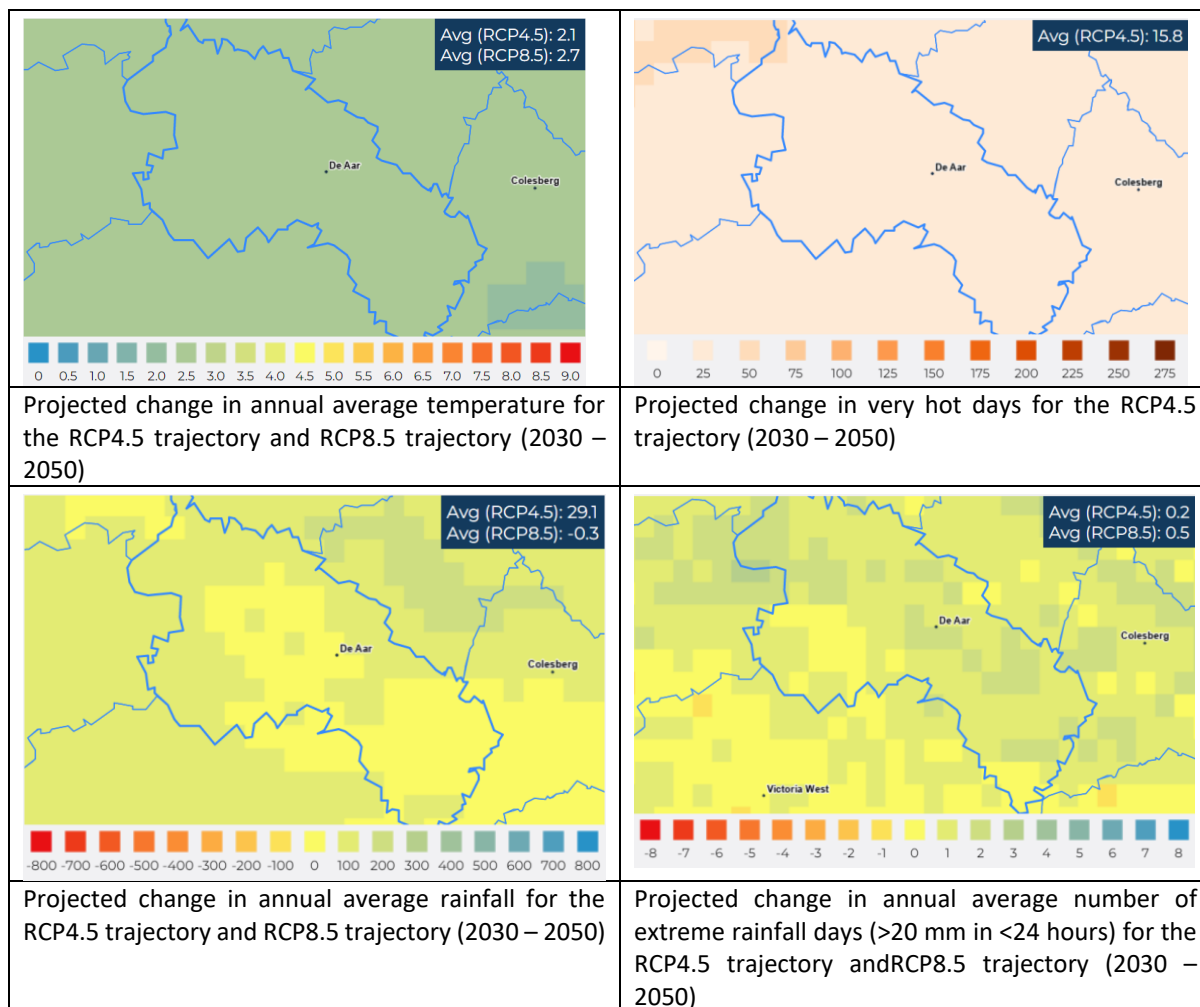 Avg (RCP4.5): 2.1
Avg (RCP8.5): 2.7
De Aar
Colesberg
0 0.5 1.0 1.5 2.0 2.5 3.0 3.5 4.0 4.5 5.0 5.5 6.0 6.5 7.0 7.5 8.0 8.5 9.0
Projected change in annual average temperature for
the RCP4.5 trajectory and RCP8.5 trajectory (2030 –
2050)
Avg (RCP4.5): 15.8
De Aar
Colesberg
0 25 50 75 100 125 150 175 200 225 250 275
Projected change in very hot days for the RCP4.5
trajectory (2030 – 2050)
Avg (RCP4.5): 29.1
Avg (RCP8.5): -0.3
De Aar
Colesberg
-800 -700 -600 -500 -400 -300 -200 -100 0 100 200 300 400 500 600 700 800
Projected change in annual average rainfall for the
RCP4.5 trajectory and RCP8.5 trajectory (2030 – 2050)
Avg (RCP4.5): 0.2
Avg (RCP8.5): 0.5
De Aar
Colesberg
Victoria West
-8 -7 -6 -5 -4 -3 -2 -1 0 1 2 3 4 5 6 7 8
Projected change in annual average number of
extreme rainfall days (>20 mm in <24 hours) for the
RCP4.5 trajectory andRCP8.5 trajectory (2030 –
2050)